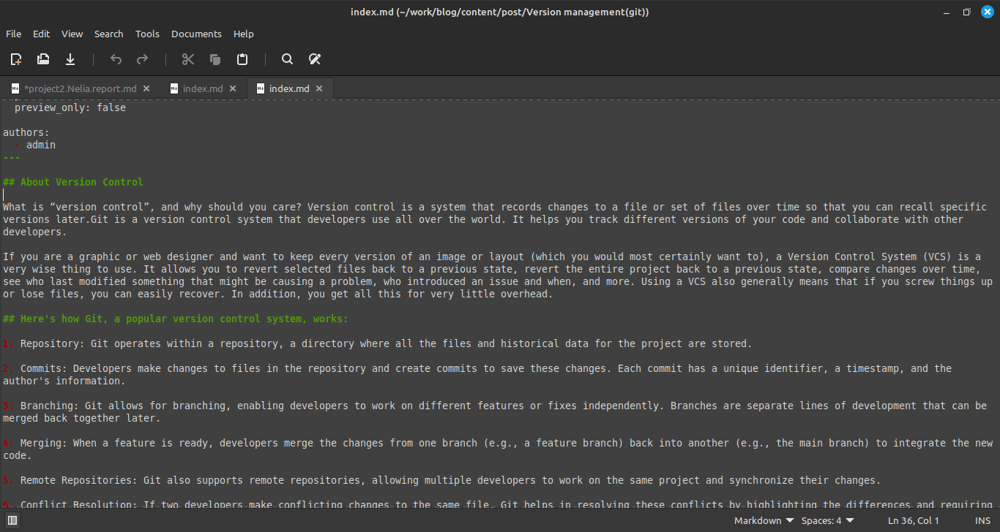 index.md (~/work/blog/content/post/Version management(git))
File Edit View Search Tools Documents Help
*project2.Nelia.report.md index.md index.md
preview_only: false
authors:
- admin
---
## About Version Control
What is “version control”, and why should you care? Version control is a system that records changes to a file or set of files over time so that you can recall specific
versions later.Git is a version control system that developers use all over the world. It helps you track different versions of your code and collaborate with other
developers.
If you are a graphic or web designer and want to keep every version of an image or layout (which you would most certainly want to), a Version Control System (VCS) is a
very wise thing to use. It allows you to revert selected files back to a previous state, revert the entire project back to a previous state, compare changes over time,
see who last modified something that might be causing a problem, who introduced an issue and when, and more. Using a VCS also generally means that if you screw things up
or lose files, you can easily recover. In addition, you get all this for very little overhead.
## Here's how Git, a popular version control system, works:
1. Repository: Git operates within a repository, a directory where all the files and historical data for the project are stored.
2. Commits: Developers make changes to files in the repository and create commits to save these changes. Each commit has a unique identifier, a timestamp, and the
author's information.
3. Branching: Git allows for branching, enabling developers to work on different features or fixes independently. Branches are separate lines of development that can be
merged back together later.
4. Merging: When a feature is ready, developers merge the changes from one branch (e.g., a feature branch) back into another (e.g., the main branch) to integrate the new
code.
5. Remote Repositories: Git also supports remote repositories, allowing multiple developers to work on the same project and synchronize their changes.
6. Conflict Resolution: If two developers make conflicting changes to the same file, Git helps in resolving these conflicts by highlighting the differences and requiring
Markdown Spaces: 4 Ln 36, Col 1 INS